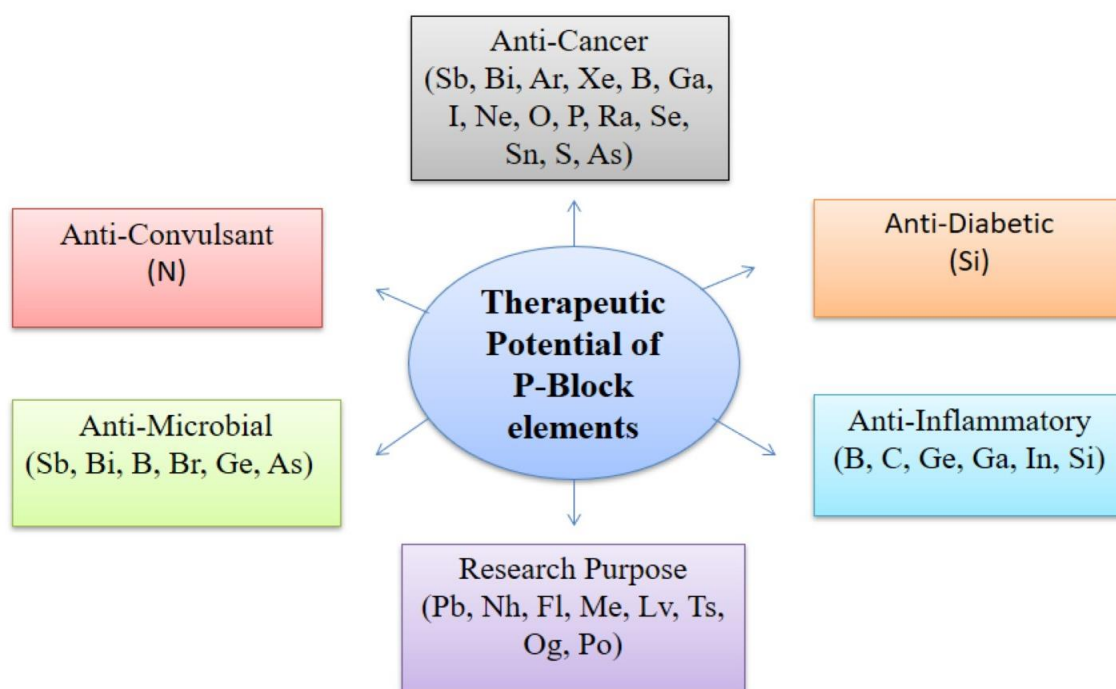 Anti-Cancer
(Sb, Bi, Ar, Xe, B, Ga,
I, Ne, O, P, Ra, Se,
Sn, S, As)
Anti-Convulsant
(N)
Anti-Diabetic
(Si)
Therapeutic
Potential of
P-Block
elements
Anti-Microbial
(Sb, Bi, B, Br, Ge, As)
Anti-Inflammatory
(B, C, Ge, Ga, In, Si)
Research Purpose
(Pb, Nh, Fl, Me, Lv, Ts,
Og, Po)